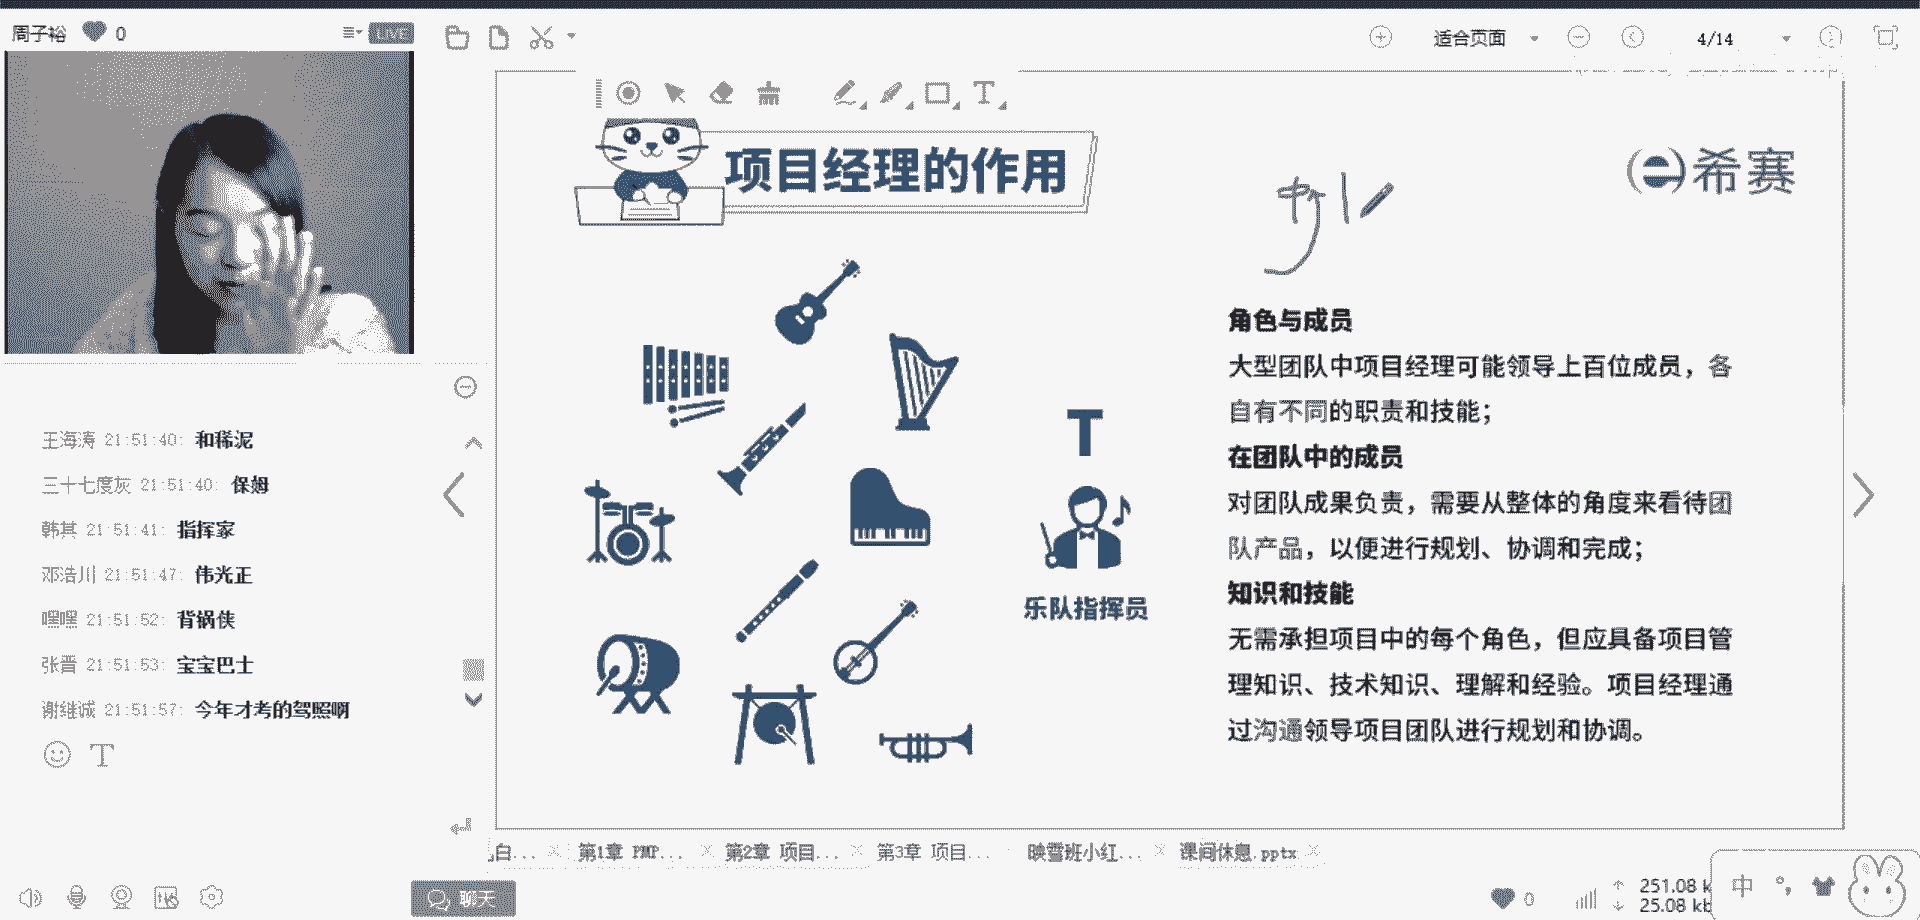 周子裕 0 LIVE
适合页面 4/14
项目经理的作用
希赛
T
乐队指挥员
角色与成员
大型团队中项目经理可能领导上百位成员，各
自有不同的职责和技能；
在团队中的成员
对团队成果负责，需要从整体的角度来看待团
队产品，以便进行规划、协调和完成；
知识和技能
无需承担项目中的每个角色，但应具备项目管
理知识、技术知识、理解和经验。项目经理通
过沟通领导项目团队进行规划和协调。
王海涛 21:51:40: 和稀泥
三十七度灰 21:51:40: 保姆
韩其 21:51:41: 指挥家
邓浩川 21:51:47: 伟光正
嘿嘿 21:51:52: 背锅侠
张晋 21:51:53: 宝宝巴士
谢继诚 21:51:57: 今年才考的驾照啊
白... 第1章 PMP... 第2章 项目... 第3章 项目... 映雪班小红... 课间休息.pptx
聊天
0
251.08 k
25.08 kb
中